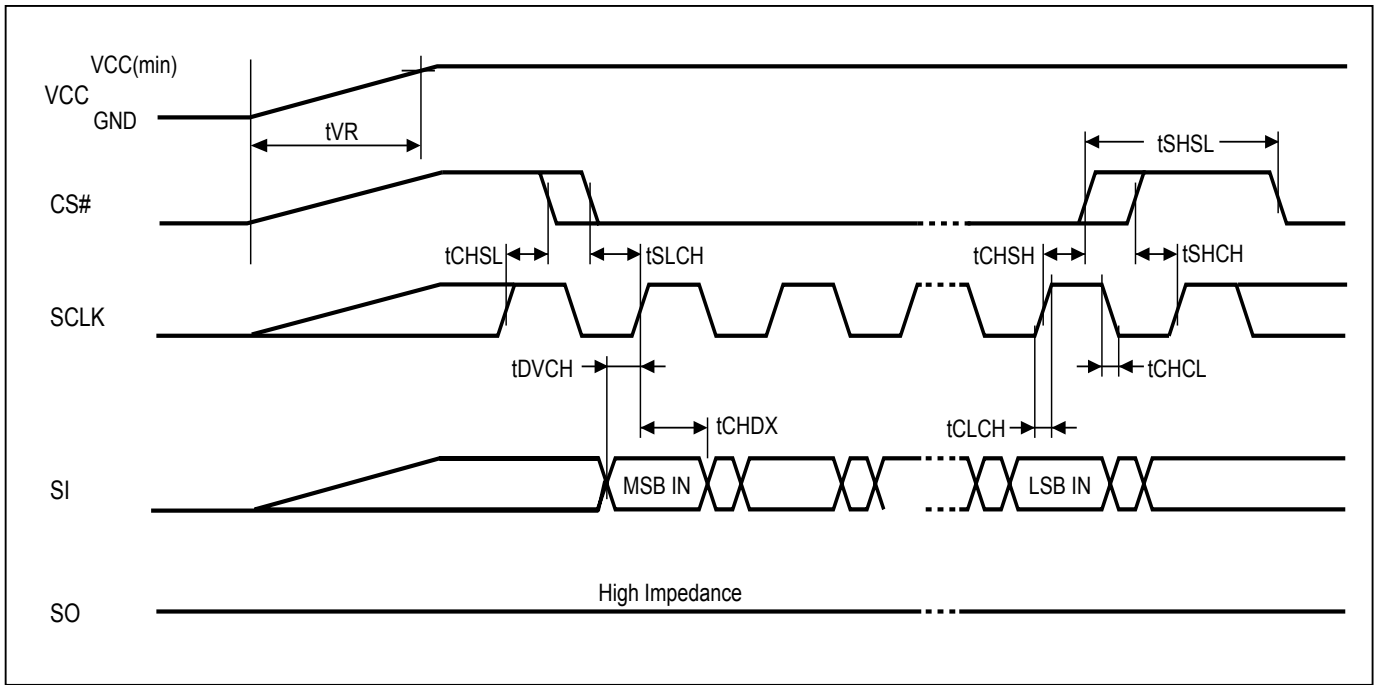 VCC(min)
VCC
GND
tVR
tSHSL
CS#
tCHSL
tSLCH
tCHSH
tSHCH
SCLK
tDVCH
tCHCL
tCHDX
tCLCH
SI
MSB IN
LSB IN
High Impedance
SO